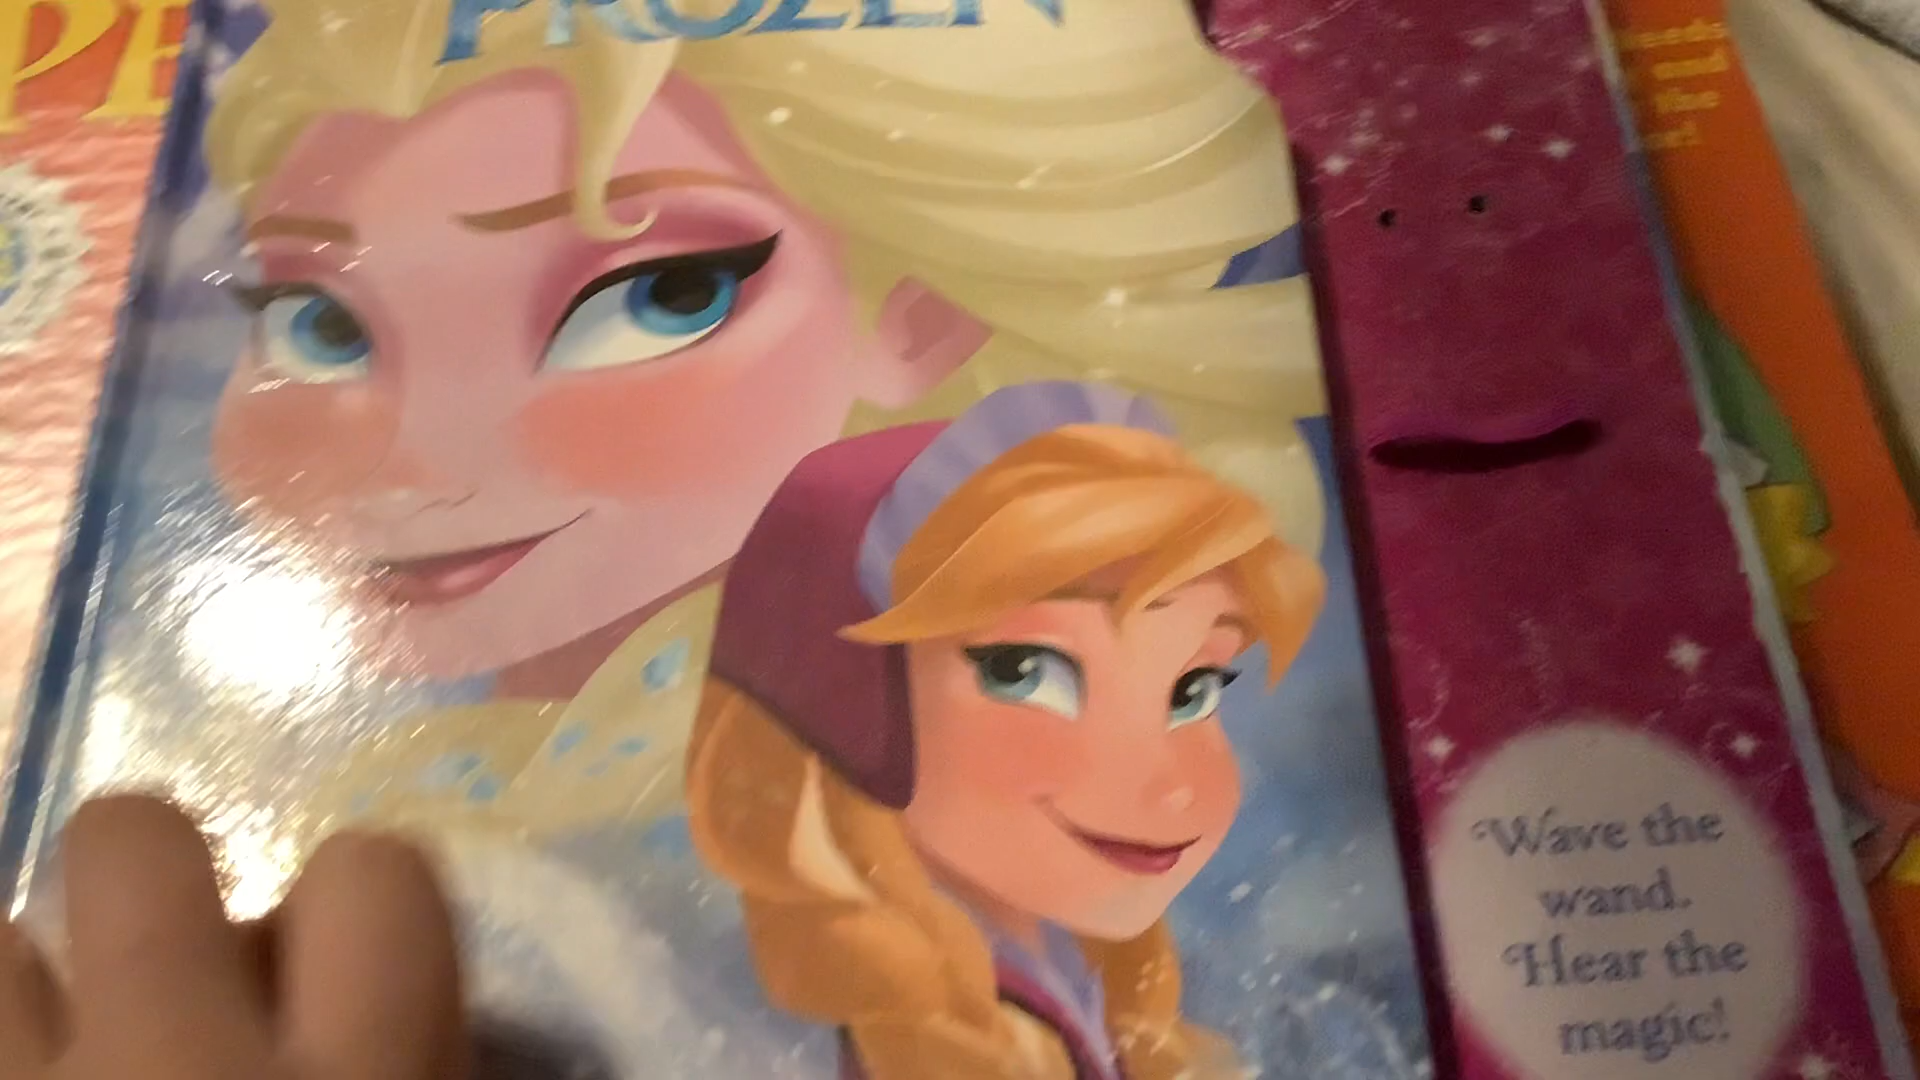 FROZEN
PE
Wave the
wand.
Hear the
magic!